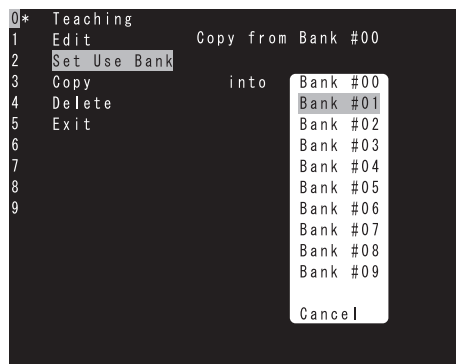 0* Teaching
1 Edit Copy from Bank #00
2 Set Use Bank
3 Copy into Bank #00
4 Delete Bank #01
5 Exit Bank #02
6 Bank #03
7 Bank #04
8 Bank #05
9 Bank #06
Bank #07
Bank #08
Bank #09
Cancel